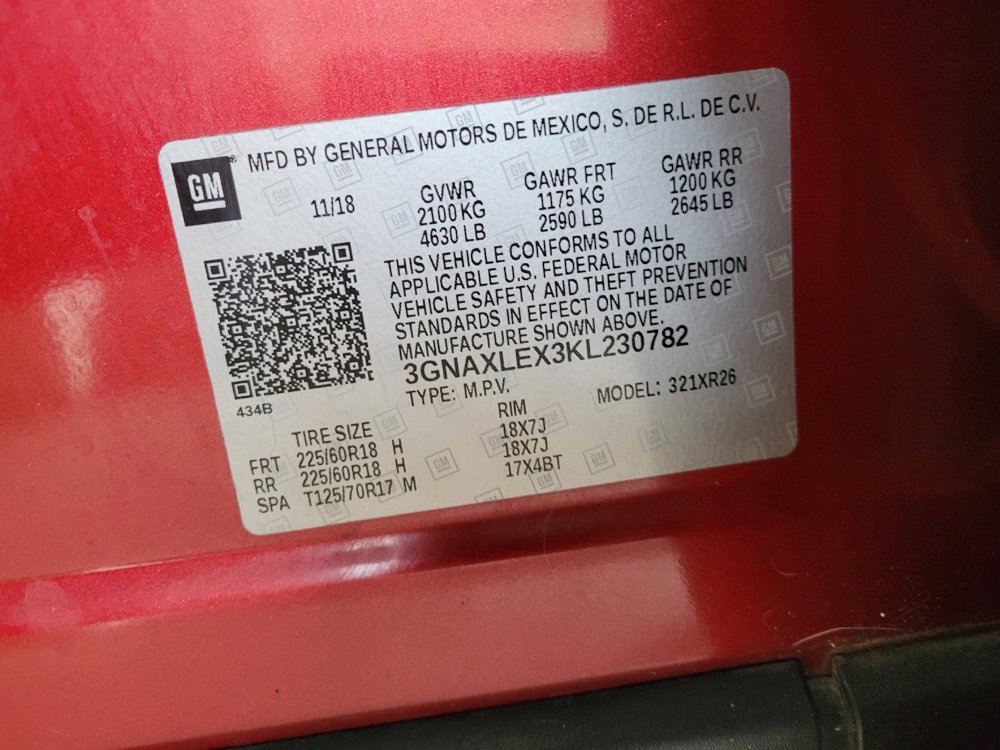 GM® MFD BY GENERAL MOTORS DE MEXICO, S. DE R.L. DE C.V.
11/18
GVWR
2100 KG
4630 LB
GAWR FRT
1175 KG
2590 LB
GAWR RR
1200 KG
2645 LB
THIS VEHICLE CONFORMS TO ALL
APPLICABLE U.S. FEDERAL MOTOR
VEHICLE SAFETY AND THEFT PREVENTION
STANDARDS IN EFFECT ON THE DATE OF
MANUFACTURE SHOWN ABOVE.
3GNAXLEX3KL230782
TYPE: M.P.V. MODEL: 321XR26
434B
TIRE SIZE RIM
FRT 225/60R18 H 18X7J
RR 225/60R18 H 18X7J
SPA T125/70R17 M 17X4BT